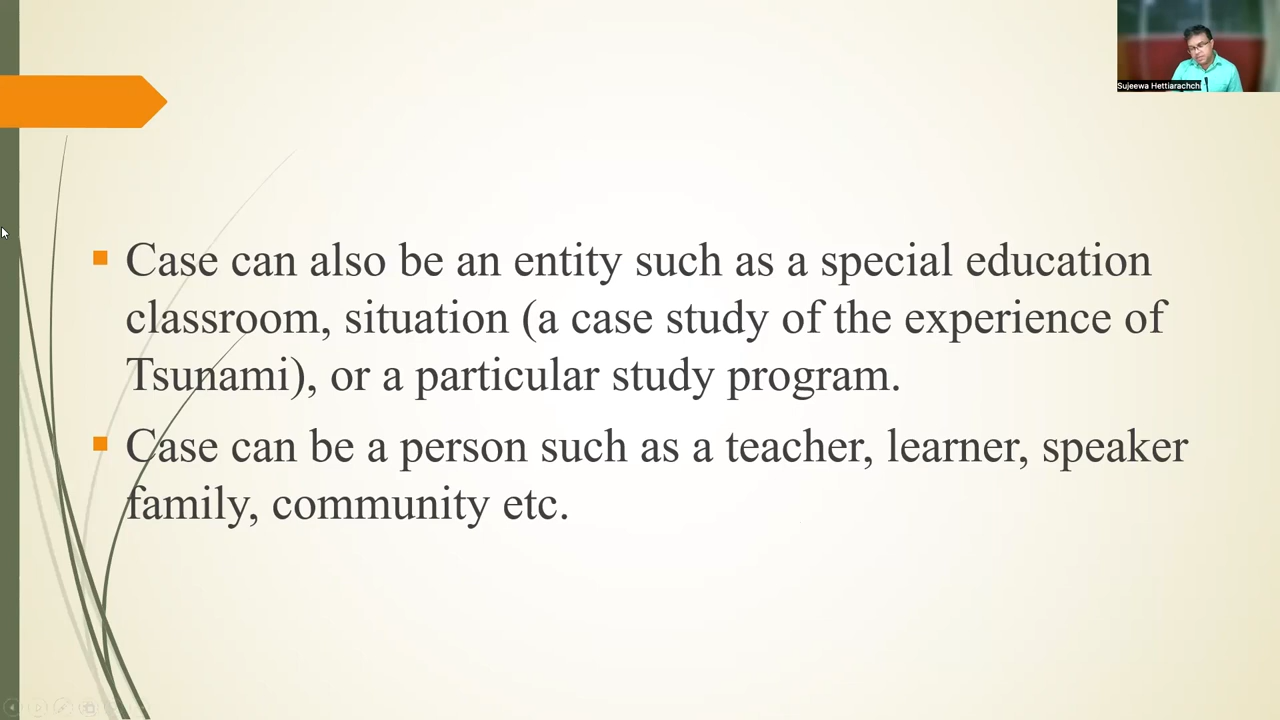 Sujeewa Hettiarachchi
Case can also be an entity such as a special education
classroom, situation (a case study of the experience of
Tsunami), or a particular study program.
Case can be a person such as a teacher, learner, speaker
family, community etc.